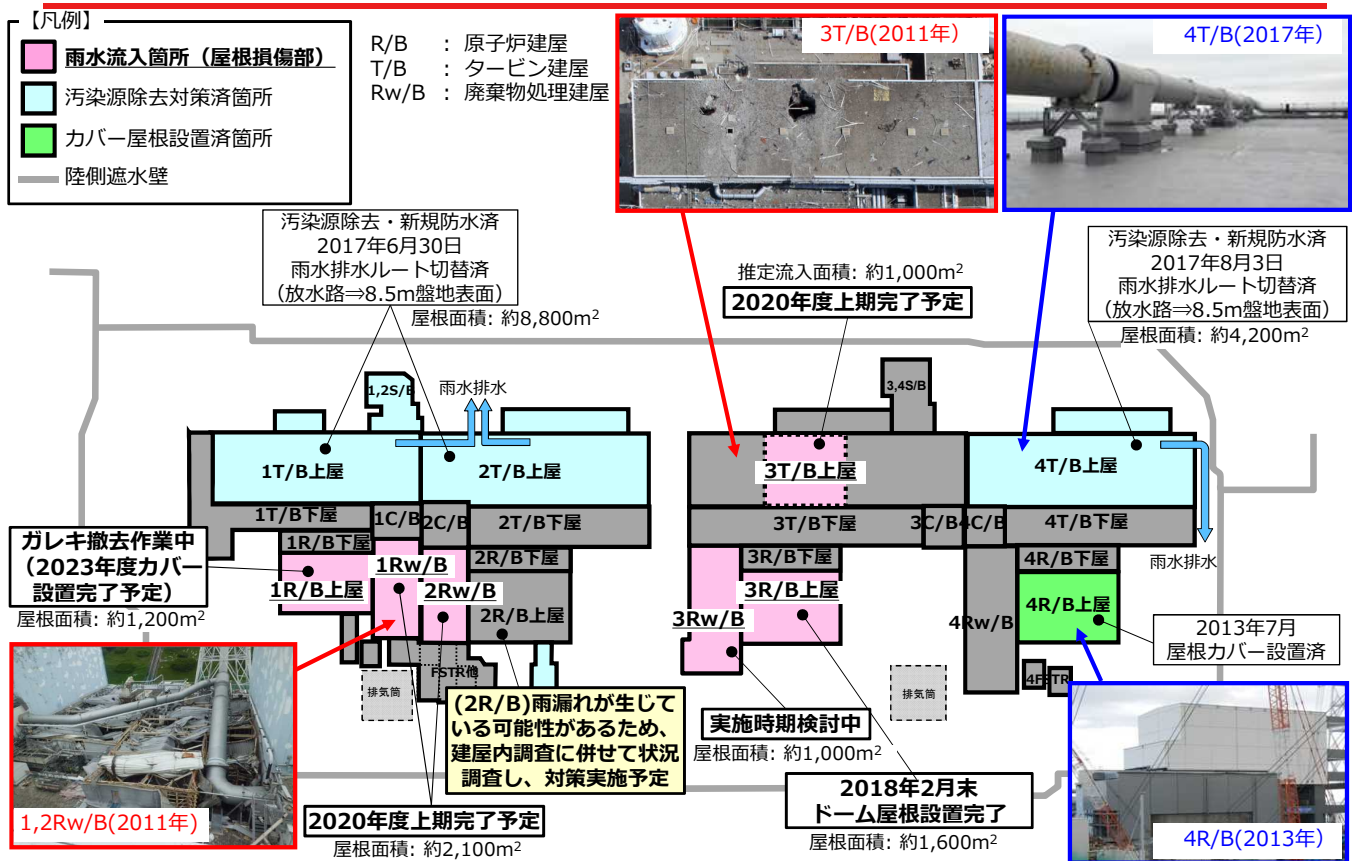 【凡例】
雨水流入箇所（屋根損傷部）
汚染源除去対策済箇所
カバー屋根設置済箇所
陸側遮水壁
R/B : 原子炉建屋
T/B : タービン建屋
Rw/B : 廃棄物処理建屋
3T/B(2011年)
4T/B(2017年)
汚染源除去・新規防水済
2017年6月30日
雨水排水ルート切替済
(放水路⇒8.5m盤地表面)
屋根面積: 約8,800m²
推定流入面積: 約1,000m²
2020年度上期完了予定
汚染源除去・新規防水済
2017年8月3日
雨水排水ルート切替済
(放水路⇒8.5m盤地表面)
屋根面積: 約4,200m²
1,2S/B
雨水排水
3,4S/B
1T/B上屋
2T/B上屋
3T/B上屋
4T/B上屋
1T/B下屋
1C/B
2C/B
2T/B下屋
3T/B下屋
3C/B
4C/B
4T/B下屋
雨水排水
ガレキ撤去作業中
（2023年度カバー
設置完了予定）
屋根面積: 約1,200m²
1R/B下屋
1R/B上屋
1Rw/B
2Rw/B
2R/B下屋
2R/B上屋
3Rw/B
3R/B下屋
3R/B上屋
4Rw/B
4R/B下屋
4R/B上屋
2013年7月
屋根カバー設置済
FSTR他
排気筒
排気筒
4FSTR
(2R/B)雨漏れが生じて
いる可能性があるため、
建屋内調査に併せて状況
調査し、対策実施予定
実施時期検討中
屋根面積: 約1,000m²
2018年2月末
ドーム屋根設置完了
屋根面積: 約1,600m²
2020年度上期完了予定
屋根面積: 約2,100m²
1,2Rw/B(2011年)
4R/B(2013年)